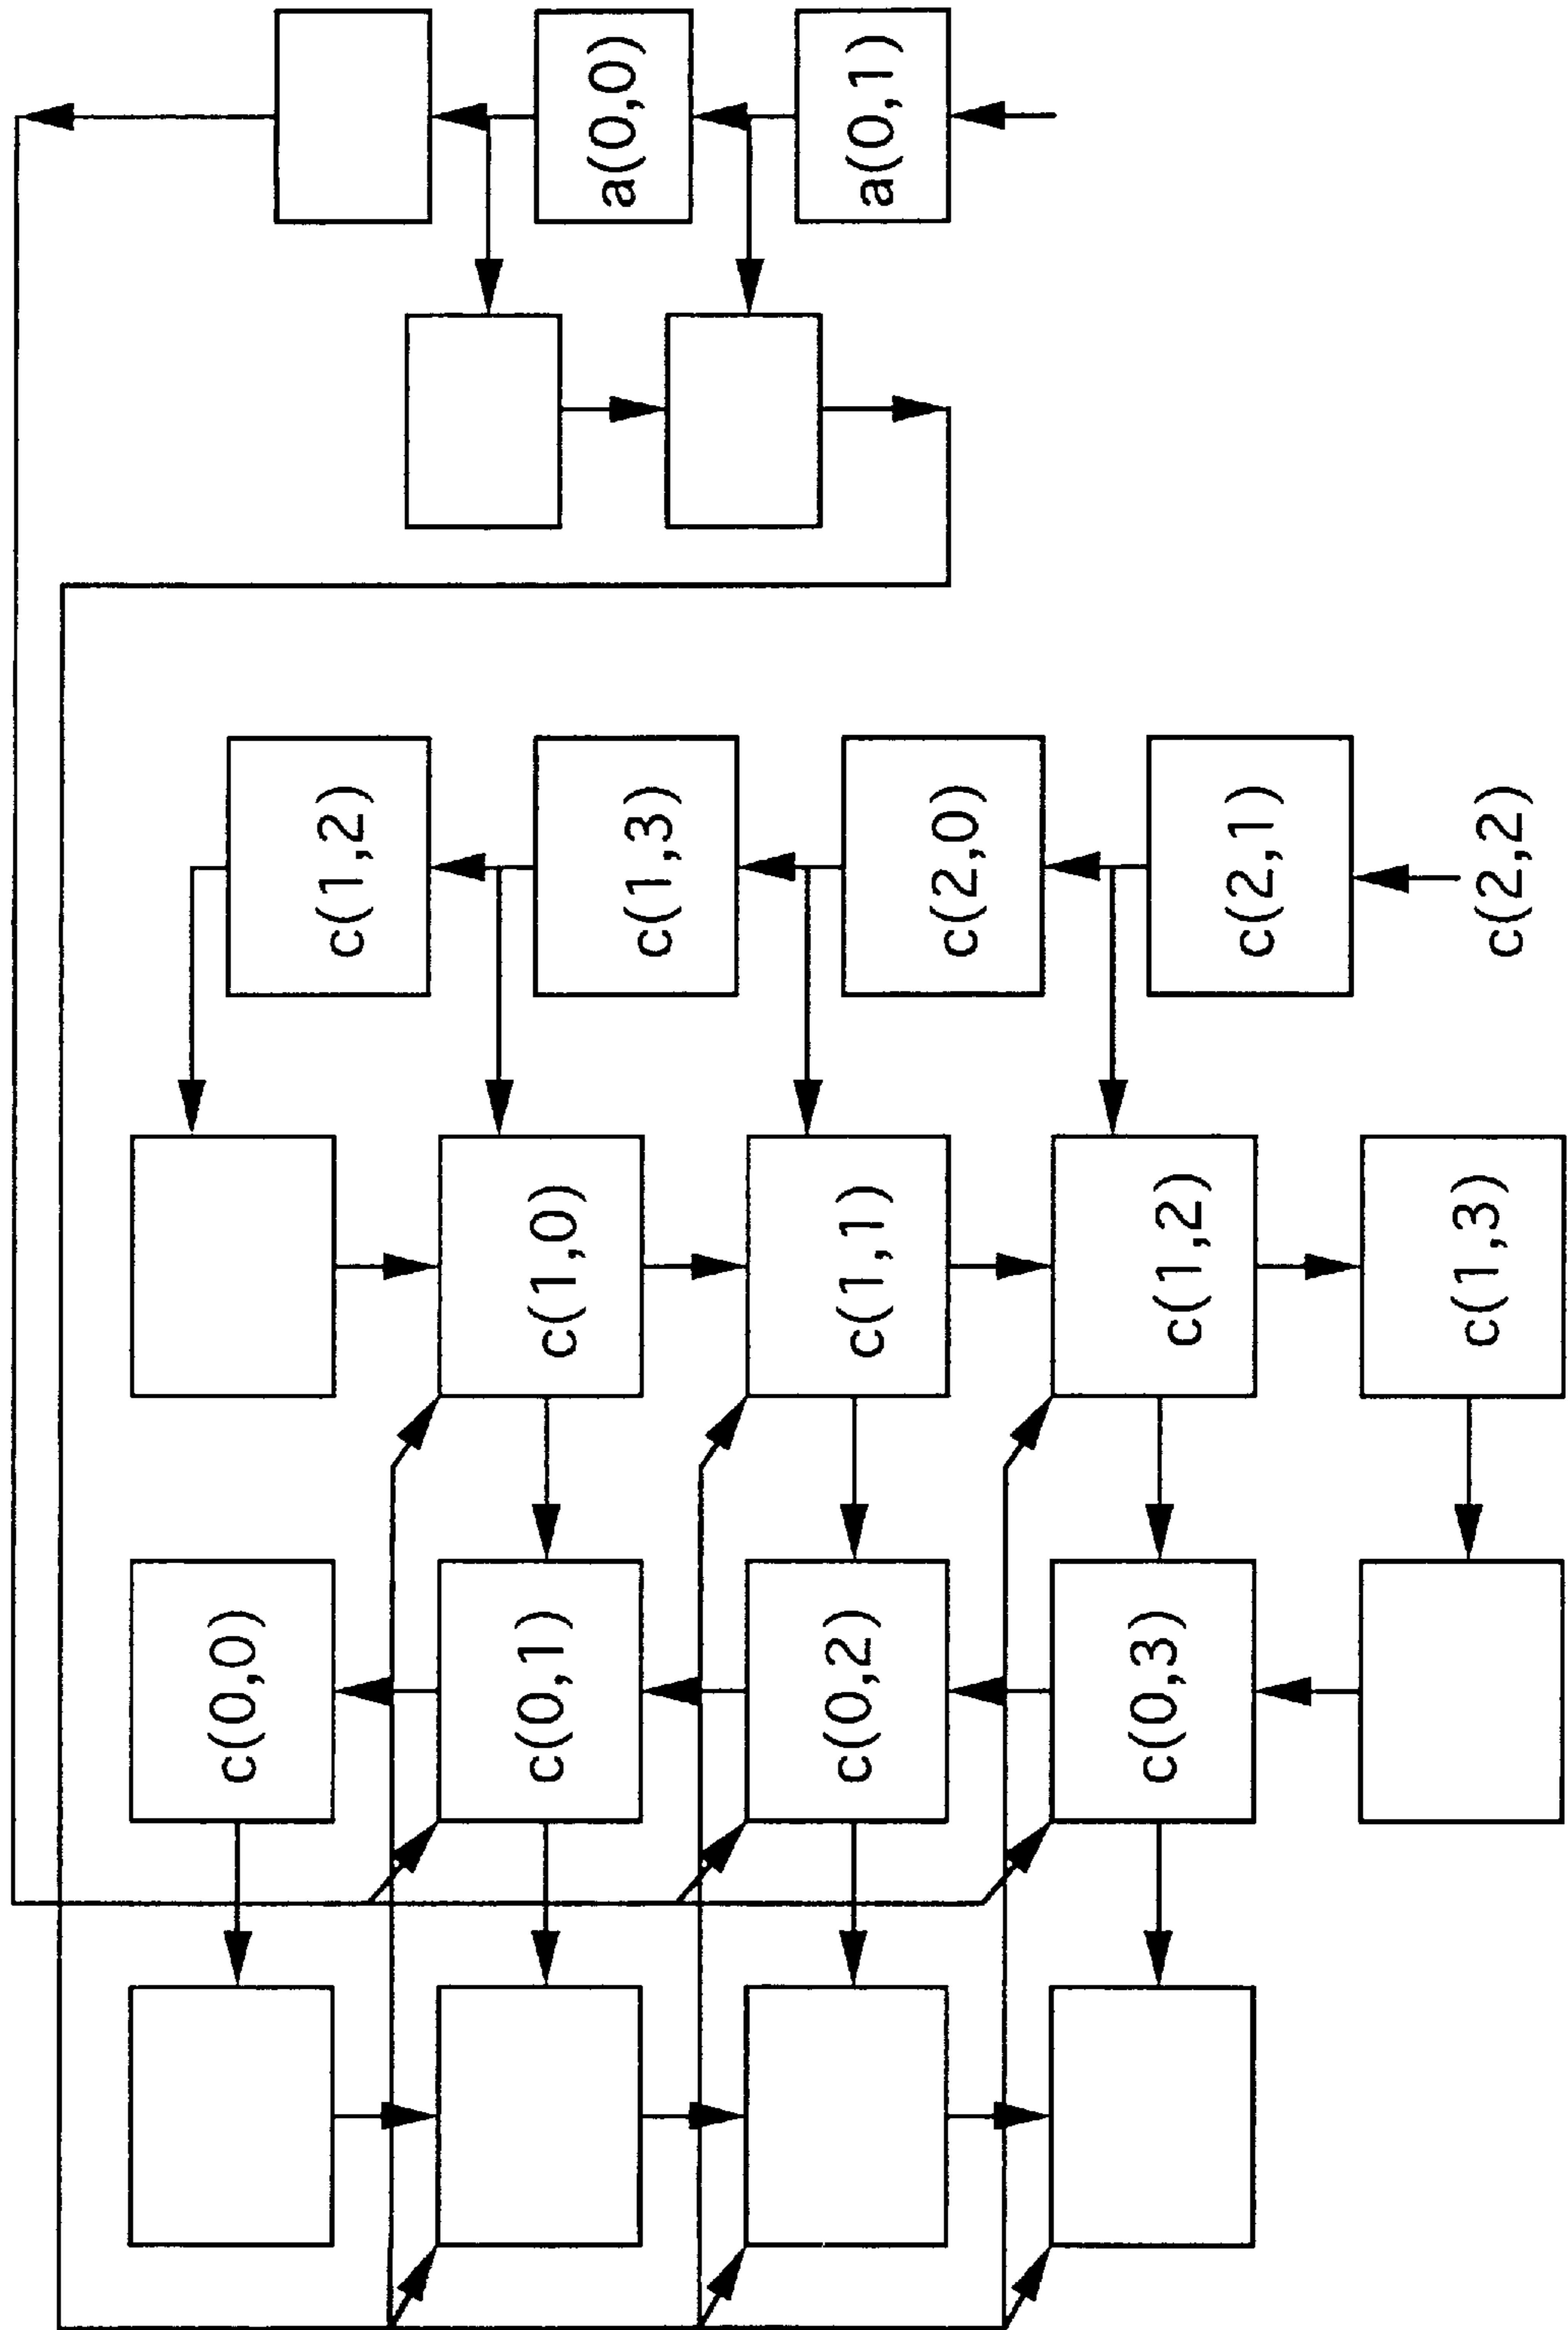 c(0,0)
c(1,2)
c(0,1)
c(1,0)
a(0,0)
c(1,3)
c(0,2)
c(1,1)
a(0,1)
c(2,0)
c(0,3)
c(1,2)
c(2,1)
c(1,3)
c(2,2)